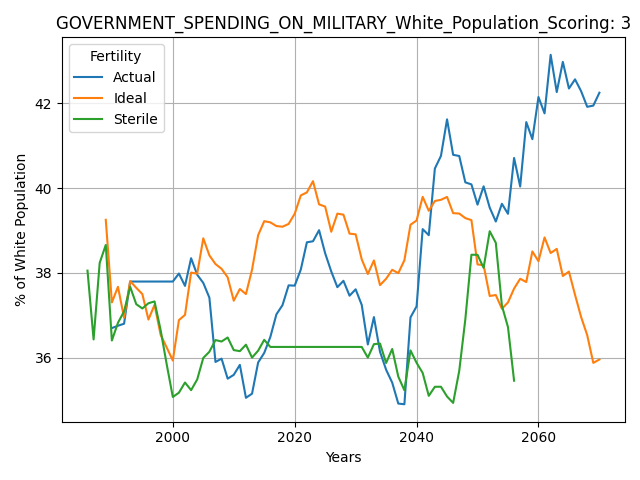 GOVERNMENT_SPENDING_ON_MILITARY_White_Population_Scoring: 3
Fertility
Actual
Ideal
Sterile
% of White Population
42
40
38
36
2000
2020
2040
2060
Years